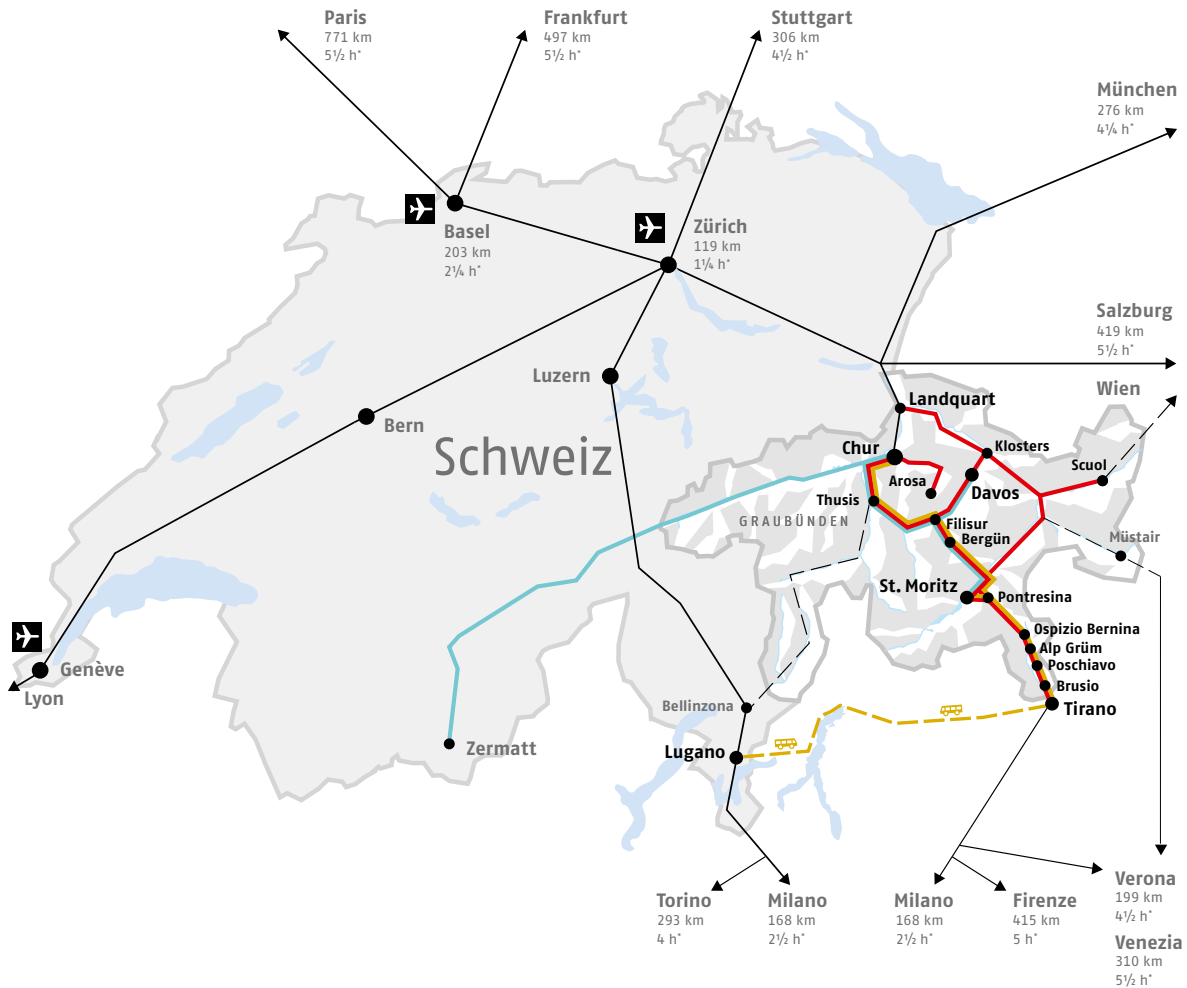 Paris
771 km
5½ h*
Frankfurt
497 km
5½ h*
Stuttgart
306 km
4½ h*
München
276 km
4¼ h*
Basel
203 km
2¼ h*
Zürich
119 km
1¼ h*
Salzburg
419 km
5½ h*
Wien
Luzern
Landquart
Bern
Schweiz
Chur
Klosters
Arosa
Scuol
Davos
Thusis
GRAUBÜNDEN
Filisur
Bergün
Müstair
St. Moritz
Pontresina
Ospizio Bernina
Alp Grüm
Poschiavo
Brusio
Tirano
Genève
Lyon
Bellinzona
Zermatt
Lugano
Torino
293 km
4 h*
Milano
168 km
2½ h*
Milano
168 km
2½ h*
Firenze
415 km
5 h*
Verona
199 km
4½ h*
Venezia
310 km
5½ h*